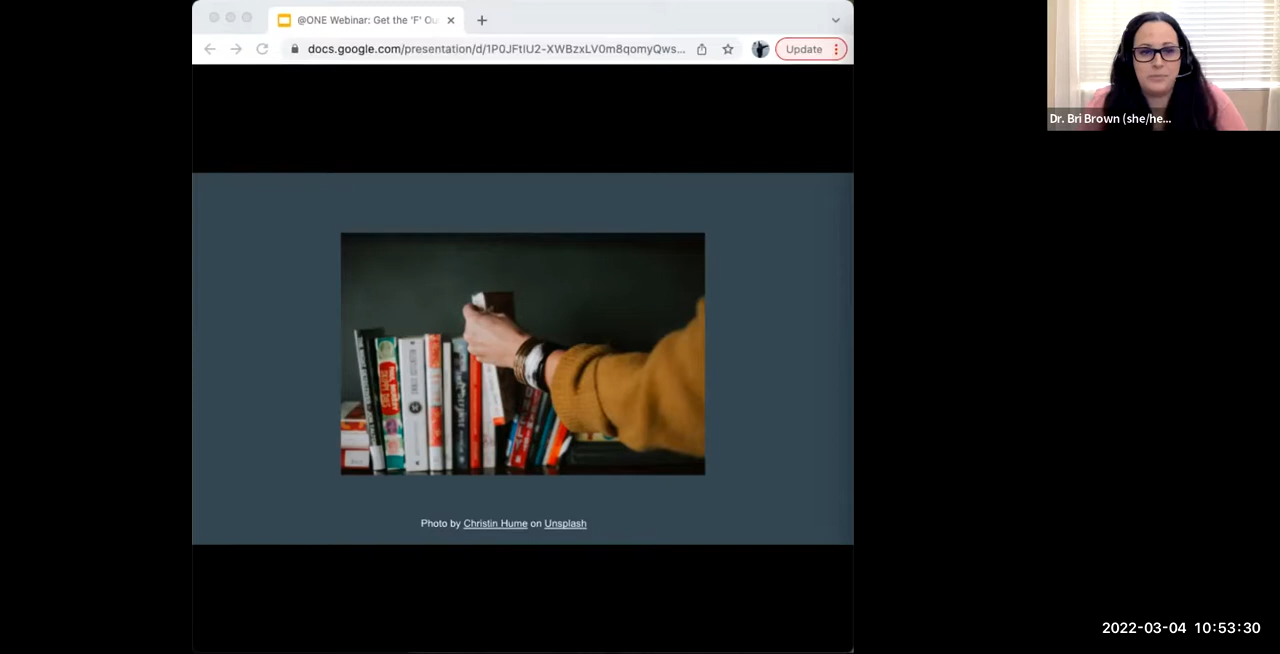 @ONE Webinar: Get the 'F' Ou
docs.google.com/presentation/d/1P0JFtlU2-XWBzxLV0m8qomyQws...
Update
Dr. Bri Brown (she/he...
Photo by Christin Hume on Unsplash
2022-03-04 10:53:30